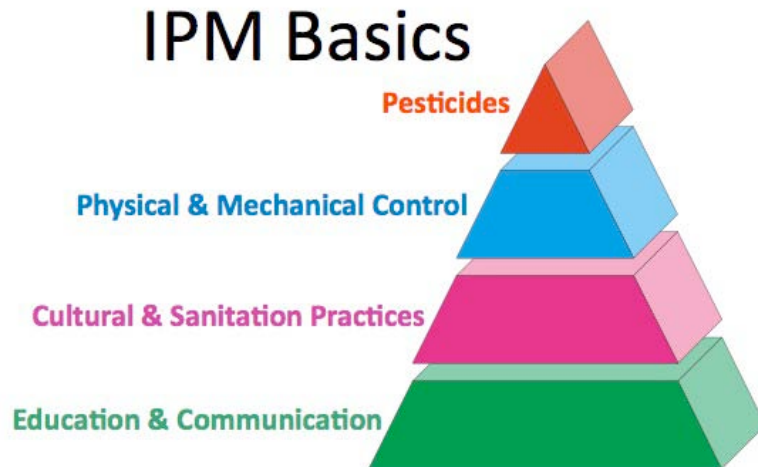 IPM Basics
Pesticides
Physical & Mechanical Control
Cultural & Sanitation Practices
Education & Communication